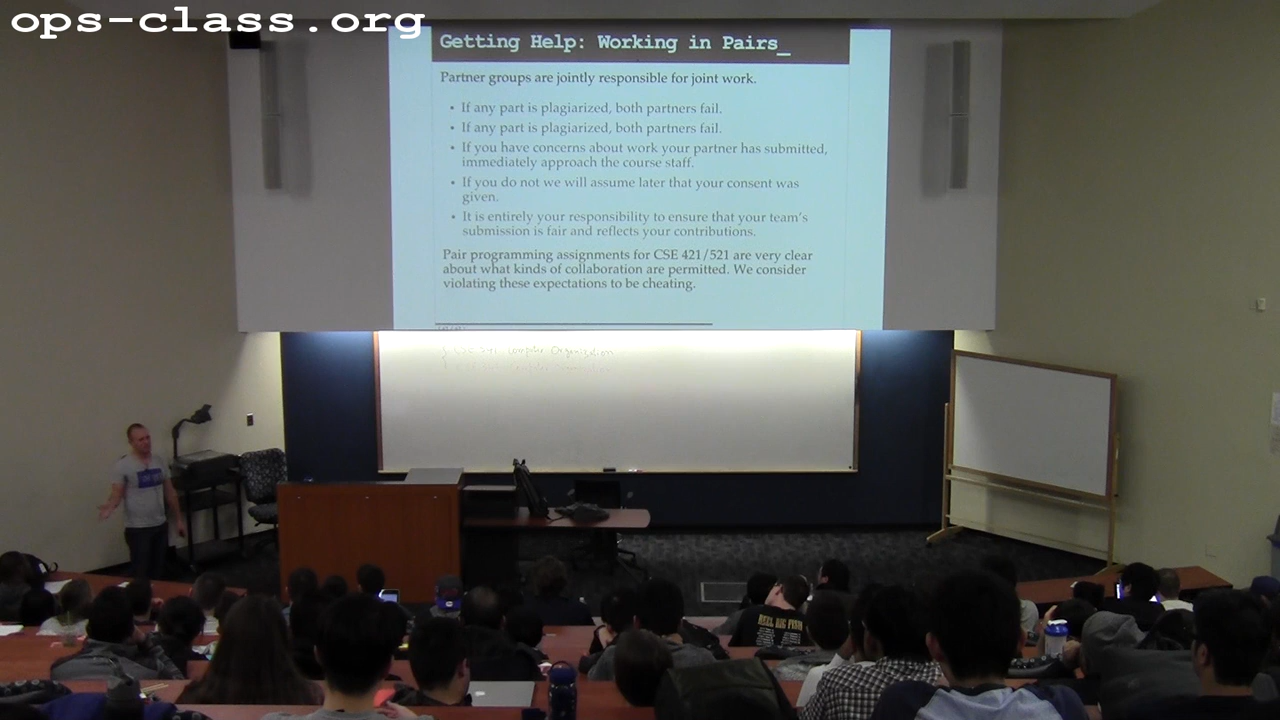 ops-class.org
Getting Help: Working in Pairs_
Partner groups are jointly responsible for joint work.
• If any part is plagiarized, both partners fail.
• If any part is plagiarized, both partners fail.
• If you have concerns about work your partner has submitted,
immediately approach the course staff.
• If you do not we will assume later that your consent was
given.
• It is entirely your responsibility to ensure that your team's
submission is fair and reflects your contributions.
Pair programming assignments for CSE 421/521 are very clear
about what kinds of collaboration are permitted. We consider
violating these expectations to be cheating.
Computer Organization
REEL BIG FISH